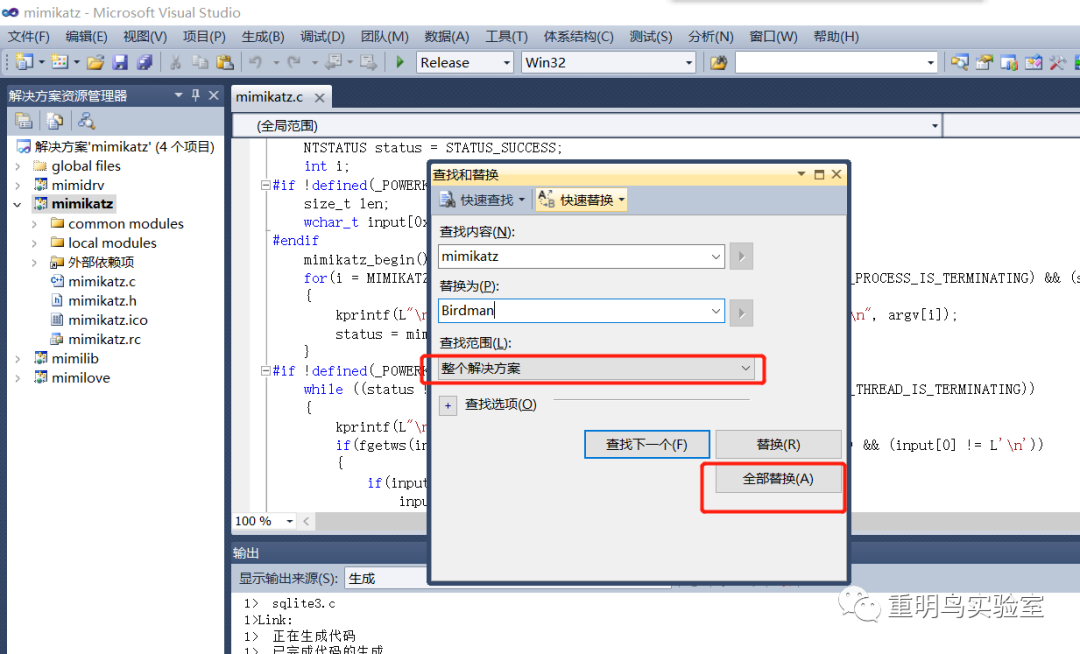 mimikatz - Microsoft Visual Studio
文件(F) 编辑(E) 视图(V) 项目(P) 生成(B) 调试(D) 团队(M) 数据(A) 工具(T) 体系结构(C) 测试(S) 分析(N) 窗口(W) 帮助(H)
Release Win32
解决方案资源管理器
mimikatz.c
(全局范围)
解决方案'mimikatz' (4 个项目)
global files
mimidrv
mimikatz
common modules
local modules
外部依赖项
mimikatz.c
mimikatz.h
mimikatz.ico
mimikatz.rc
mimilib
mimilove
NTSTATUS status = STATUS_SUCCESS;
int i;
#if !defined(_POWERK
size_t len;
wchar_t input[0x
#endif
mimikatz_begin()
for(i = MIMIKATZ _PROCESS_IS_TERMINATING) && (s
{
kprintf(L"\n \n", argv[i]);
status = mim
}
#if !defined(_POWERK
while ((status ! _THREAD_IS_TERMINATING))
{
kprintf(L"\n
if(fgetws(in && (input[0] != L'\n'))
{
if(input
inpu
查找和替换
快速查找 快速替换
查找内容(N):
mimikatz
替换为(P):
Birdman
查找范围(L):
整个解决方案
+ 查找选项(O)
查找下一个(F) 替换(R)
全部替换(A)
100 %
输出
显示输出来源(S): 生成
1> sqlite3.c
1>Link:
1> 正在生成代码
1> 已完成代码的生成
重明鸟实验室